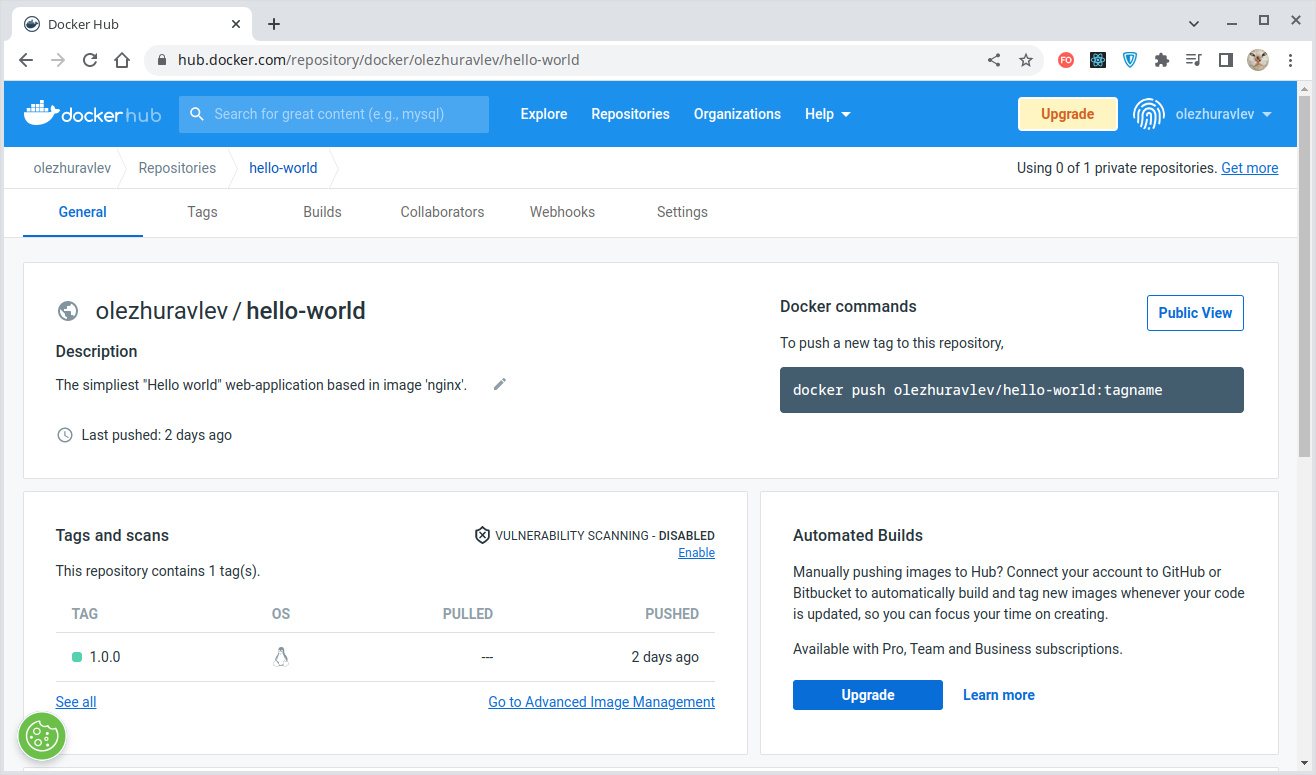 Docker Hub
hub.docker.com/repository/docker/olezhuravlev/hello-world
FO
docker hub
Search for great content (e.g., mysql)
Explore
Repositories
Organizations
Help
Upgrade
olezhuravlev
olezhuravlev
Repositories
hello-world
Using 0 of 1 private repositories. Get more
General
Tags
Builds
Collaborators
Webhooks
Settings
olezhuravlev / hello-world
Description
The simpliest "Hello world" web-application based in image 'nginx'.
Last pushed: 2 days ago
Docker commands
Public View
To push a new tag to this repository,
docker push olezhuravlev/hello-world:tagname
Tags and scans
VULNERABILITY SCANNING - DISABLED
Enable
This repository contains 1 tag(s).
TAG OS PULLED PUSHED
1.0.0 --- 2 days ago
See all
Go to Advanced Image Management
Automated Builds
Manually pushing images to Hub? Connect your account to GitHub or
Bitbucket to automatically build and tag new images whenever your code
is updated, so you can focus your time on creating.
Available with Pro, Team and Business subscriptions.
Upgrade
Learn more